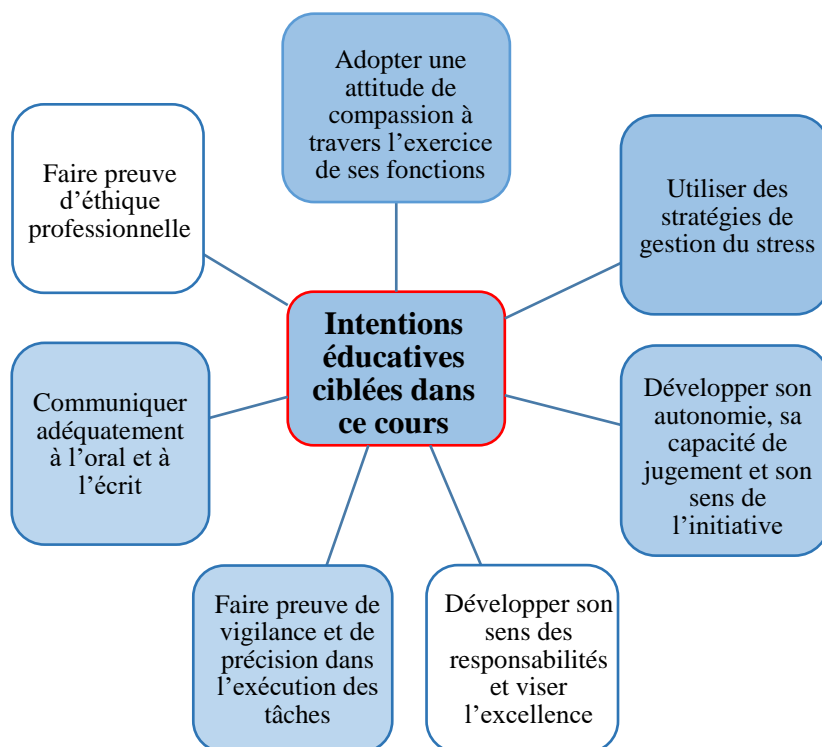 Adopter une
attitude de
compassion à
travers l’exercice
de ses fonctions
Faire preuve
d’éthique
professionnelle
Utiliser des
stratégies de
gestion du stress
Intentions
éducatives
ciblées dans
ce cours
Communiquer
adéquatement
à l’oral et à
l’écrit
Développer son
autonomie, sa
capacité de
jugement et son
sens de
l’initiative
Faire preuve de
vigilance et de
précision dans
l’exécution des
tâches
Développer son
sens des
responsabilités
et viser
l’excellence